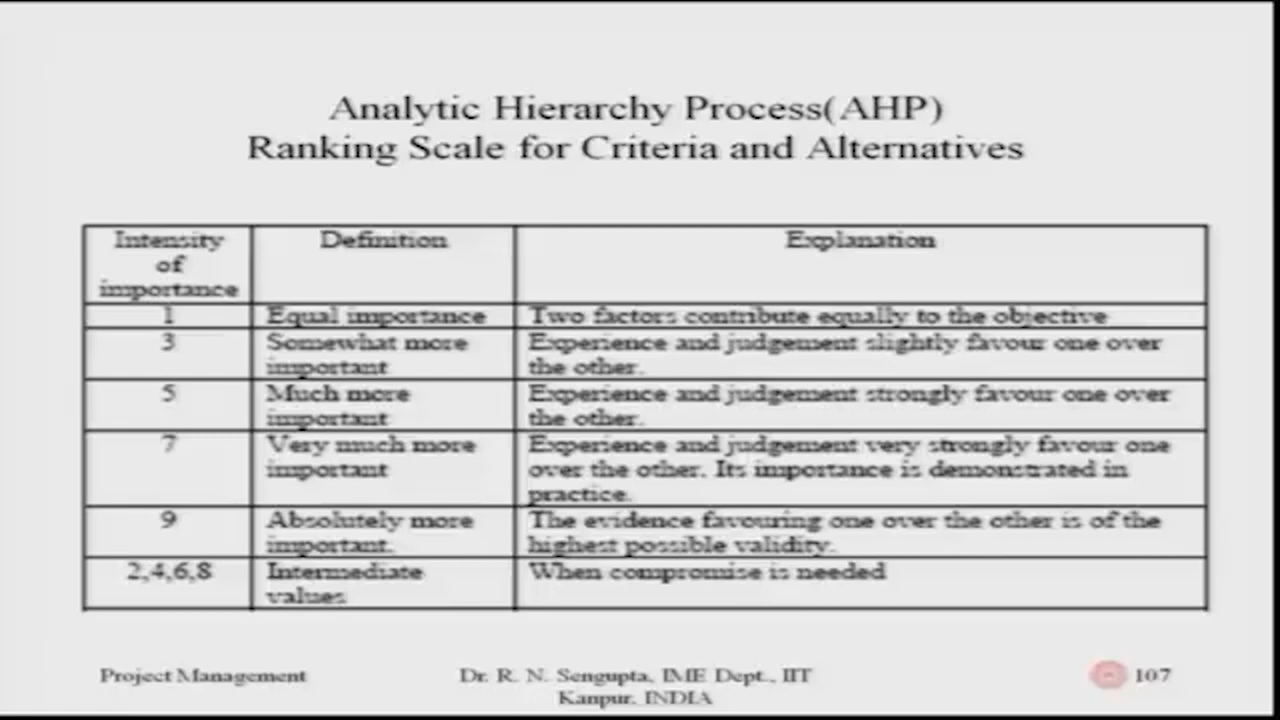 Analytic Hierarchy Process(AHP)
Ranking Scale for Criteria and Alternatives
Intensity of importance
Definition
Explanation
1
Equal importance
Two factors contribute equally to the objective
3
Somewhat more
important
Experience and judgement slightly favour one over
the other.
5
Much more
important
Experience and judgement strongly favour one over
the other.
7
Very much more
important
Experience and judgement very strongly favour one
over the other. Its importance is demonstrated in
practice.
9
Absolutely more
important.
The evidence favouring one over the other is of the
highest possible validity.
2,4,6,8
Intermediate
values
When compromise is needed
Project Management
Dr. R. N. Sengupta, IME Dept., IIT
Kanpur, INDIA
107